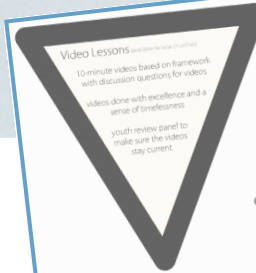 Video Lessons
10-minute videos based on framework
with discussion questions for videos
videos done with excellence and a
sense of timelessness
youth review panel to
make sure the videos
stay current